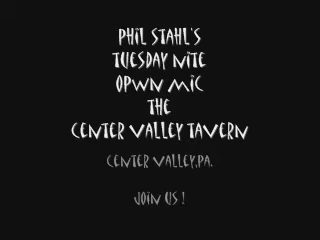 PHIL STAHL'S
TUESDAY NITE
OPWN MIC
THE
CENTER VALLEY TAVERN
CENTER VALLEY,PA.
JOIN US !